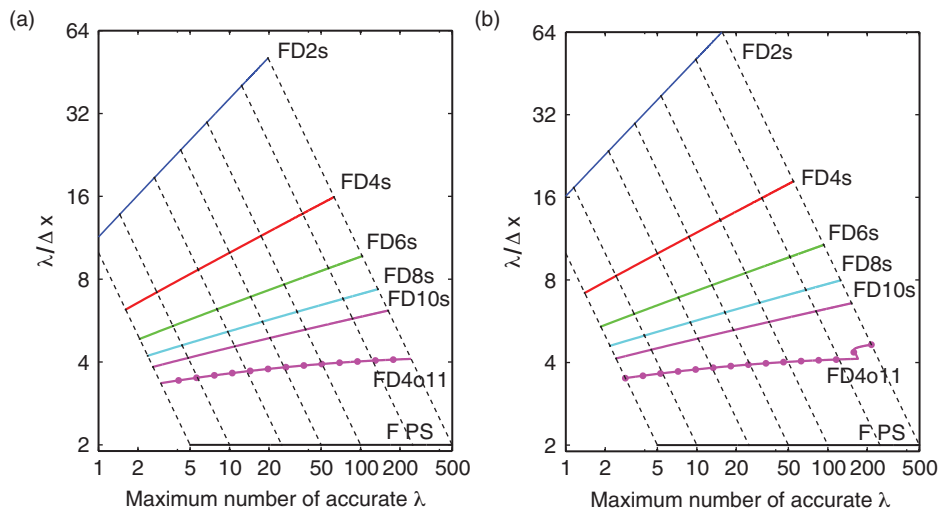 (a)
64
32
16
8
4
2
λ/Δ x
FD2s
FD4s
FD6s
FD8s
FD10s
FD4o11
F PS
1 2 5 10 20 50 100 200 500
Maximum number of accurate λ
(b)
64
32
16
8
4
2
λ/Δ x
FD2s
FD4s
FD6s
FD8s
FD10s
FD4o11
F PS
1 2 5 10 20 50 100 200 500
Maximum number of accurate λ